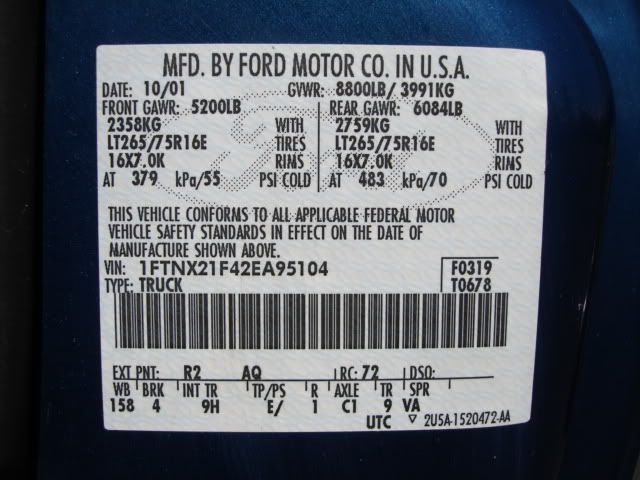 MFD. BY FORD MOTOR CO. IN U.S.A.
DATE: 10/01 GVWR: 8800LB/ 3991KG
FRONT GAWR: 5200LB REAR GAWR: 6084LB
2358KG WITH 2759KG WITH
LT265/75R16E TIRES LT265/75R16E TIRES
16X7.0K RIMS 16X7.0K RIMS
AT 379 kPa/55 PSI COLD AT 483 kPa/70 PSI COLD
THIS VEHICLE CONFORMS TO ALL APPLICABLE FEDERAL MOTOR
VEHICLE SAFETY STANDARDS IN EFFECT ON THE DATE OF
MANUFACTURE SHOWN ABOVE.
VIN: 1FTNX21F42EA95104 F0319
TYPE: TRUCK T0678
EXT PNT: R2 AQ RC: 72 DSO:
WB BRK INT TR TP/PS R AXLE TR SPR
158 4 9H E/ 1 C1 9 VA
UTC ▽ 2U5A-1520472-AA